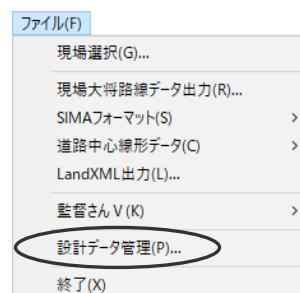 ファイル(F)
現場選択(G)...
現場大将路線データ出力(R)...
SIMAフォーマット(S)
道路中心線形データ(C)
LandXML出力(L)...
監督さんV(K)
設計データ管理(P)...
終了(X)